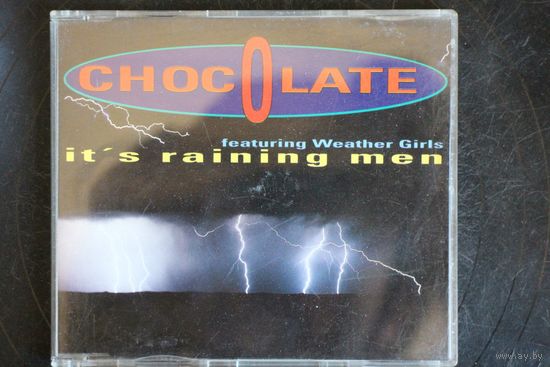 CHOCOLATE
featuring Weather Girls
it´s raining men
www.ay.by